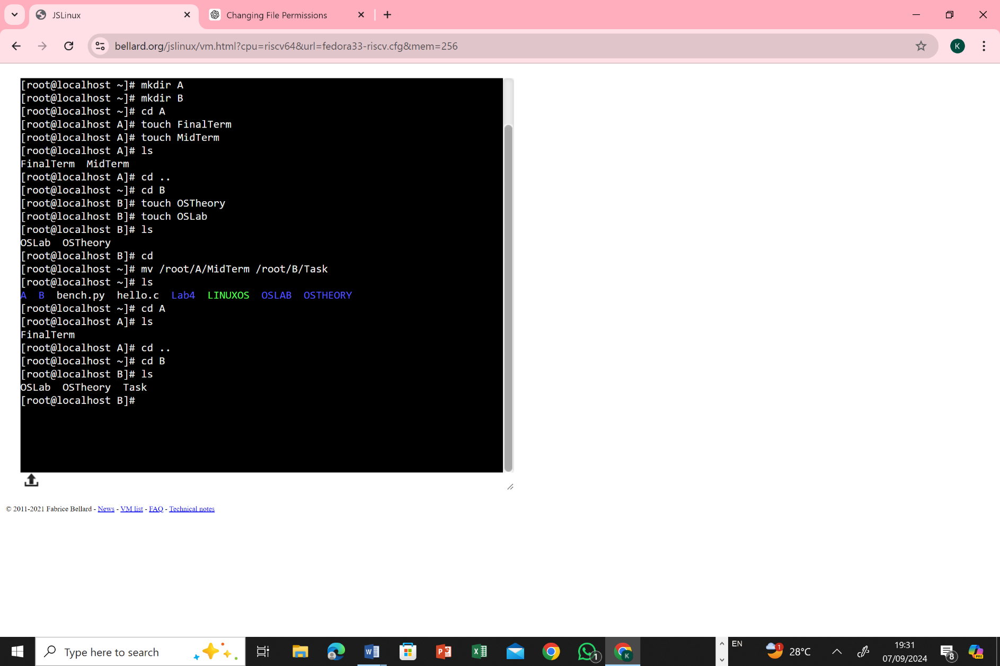 JSLinux
Changing File Permissions
bellard.org/jslinux/vm.html?cpu=riscv64&url=fedora33-riscv.cfg&mem=256
K
[root@localhost ~]# mkdir A
[root@localhost ~]# mkdir B
[root@localhost ~]# cd A
[root@localhost A]# touch FinalTerm
[root@localhost A]# touch MidTerm
[root@localhost A]# ls
FinalTerm  MidTerm
[root@localhost A]# cd ..
[root@localhost ~]# cd B
[root@localhost B]# touch OSTheory
[root@localhost B]# touch OSLab
[root@localhost B]# ls
OSLab  OSTheory
[root@localhost B]# cd
[root@localhost ~]# mv /root/A/MidTerm /root/B/Task
[root@localhost ~]# ls
A  B  bench.py  hello.c  Lab4  LINUXOS  OSLAB  OSTHEORY
[root@localhost ~]# cd A
[root@localhost A]# ls
FinalTerm
[root@localhost A]# cd ..
[root@localhost ~]# cd B
[root@localhost B]# ls
OSLab  OSTheory  Task
[root@localhost B]#
© 2011-2021 Fabrice Bellard - News - VM list - FAQ - Technical notes
Type here to search
W
P
X
1
K
EN
1
28°C
19:31
07/09/2024
8
PRE